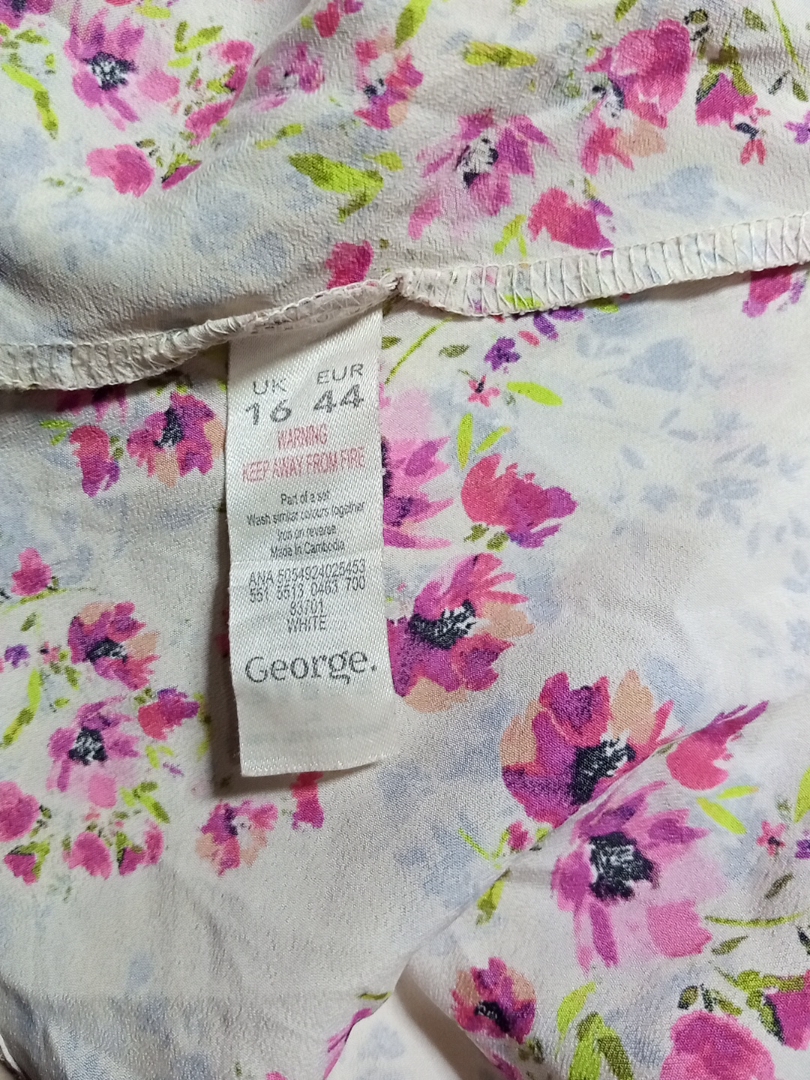 UK EUR
16 44
WARNING
KEEP AWAY FROM FIRE
Part of a set
Wash similar colours together
Iron on reverse
Made in Cambodia
ANA 5054924025453
551 5513 0463 700
83701
WHITE
George.